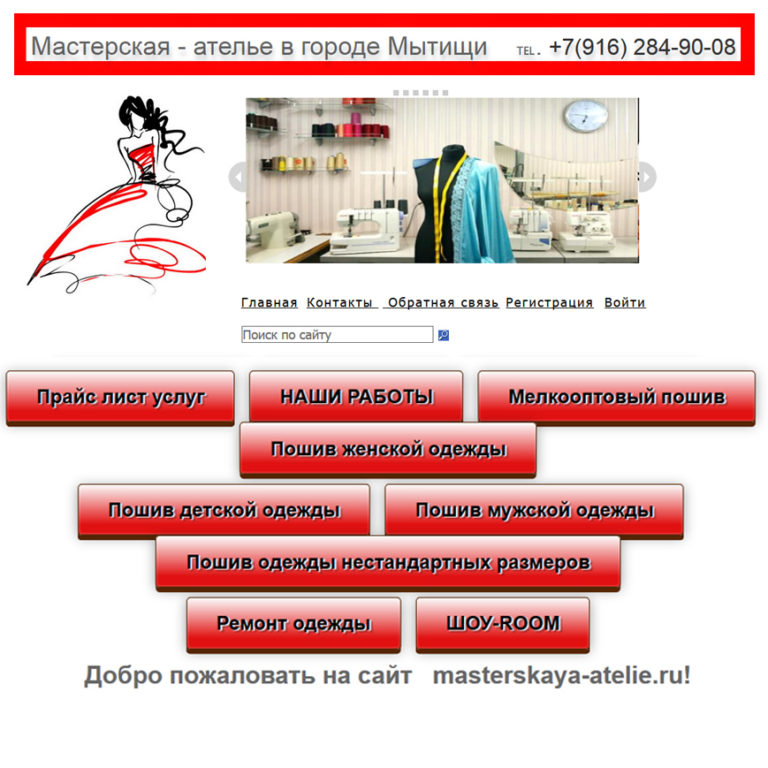 Мастерская - ателье в городе Мытищи TEL. +7(916) 284-90-08
Главная Контакты Обратная связь Регистрация Войти
Поиск по сайту
Прайс лист услуг НАШИ РАБОТЫ Мелкооптовый пошив
Пошив женской одежды
Пошив детской одежды Пошив мужской одежды
Пошив одежды нестандартных размеров
Ремонт одежды ШОУ-ROOM
Добро пожаловать на сайт masterskaya-atelie.ru!